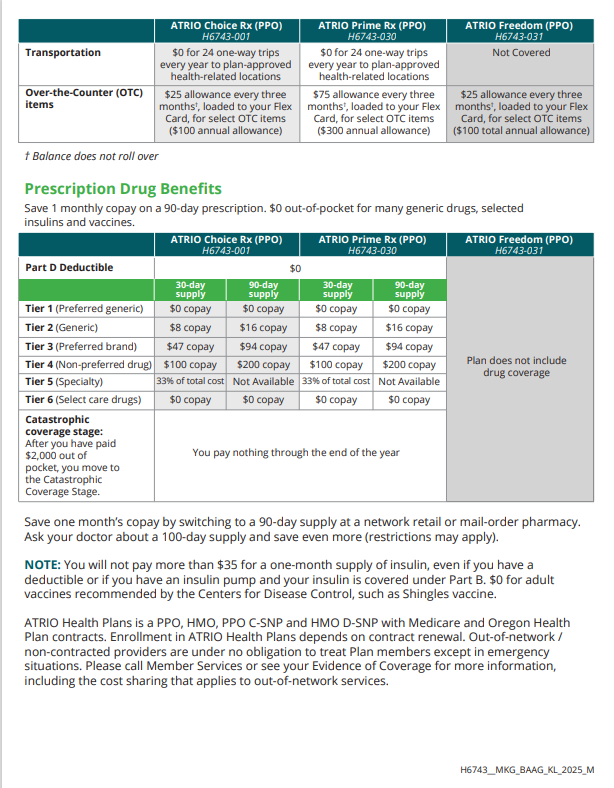 ATRIO Choice Rx (PPO) ATRIO Prime Rx (PPO) ATRIO Freedom (PPO)
H6743-001 H6743-030 H6743-031
Transportation
$0 for 24 one-way trips
every year to plan-approved
health-related locations
$0 for 24 one-way trips
every year to plan-approved
health-related locations
Not Covered
Over-the-Counter (OTC)
items
$25 allowance every three
months†, loaded to your Flex
Card, for select OTC items
($100 annual allowance)
$75 allowance every three
months†, loaded to your Flex
Card, for select OTC items
($300 annual allowance)
$25 allowance every three
months†, loaded to your Flex
Card, for select OTC items
($100 total annual allowance)
† Balance does not roll over
Prescription Drug Benefits
Save 1 monthly copay on a 90-day prescription. $0 out-of-pocket for many generic drugs, selected
insulins and vaccines.
ATRIO Choice Rx (PPO) ATRIO Prime Rx (PPO) ATRIO Freedom (PPO)
H6743-001 H6743-030 H6743-031
Part D Deductible $0
30-day
supply
90-day
supply
30-day
supply
90-day
supply
Tier 1 (Preferred generic) $0 copay $0 copay $0 copay $0 copay
Tier 2 (Generic) $8 copay $16 copay $8 copay $16 copay
Tier 3 (Preferred brand) $47 copay $94 copay $47 copay $94 copay
Tier 4 (Non-preferred drug) $100 copay $200 copay $100 copay $200 copay
Tier 5 (Specialty) 33% of total cost Not Available 33% of total cost Not Available
Tier 6 (Select care drugs) $0 copay $0 copay $0 copay $0 copay
Plan does not include
drug coverage
Catastrophic
coverage stage:
After you have paid
$2,000 out of
pocket, you move to
the Catastrophic
Coverage Stage.
You pay nothing through the end of the year
Save one month's copay by switching to a 90-day supply at a network retail or mail-order pharmacy.
Ask your doctor about a 100-day supply and save even more (restrictions may apply).
NOTE: You will not pay more than $35 for a one-month supply of insulin, even if you have a
deductible or if you have an insulin pump and your insulin is covered under Part B. $0 for adult
vaccines recommended by the Centers for Disease Control, such as Shingles vaccine.
ATRIO Health Plans is a PPO, HMO, PPO C-SNP and HMO D-SNP with Medicare and Oregon Health
Plan contracts. Enrollment in ATRIO Health Plans depends on contract renewal. Out-of-network /
non-contracted providers are under no obligation to treat Plan members except in emergency
situations. Please call Member Services or see your Evidence of Coverage for more information,
including the cost sharing that applies to out-of-network services.
H6743__MKG_BAAG_KL_2025_M